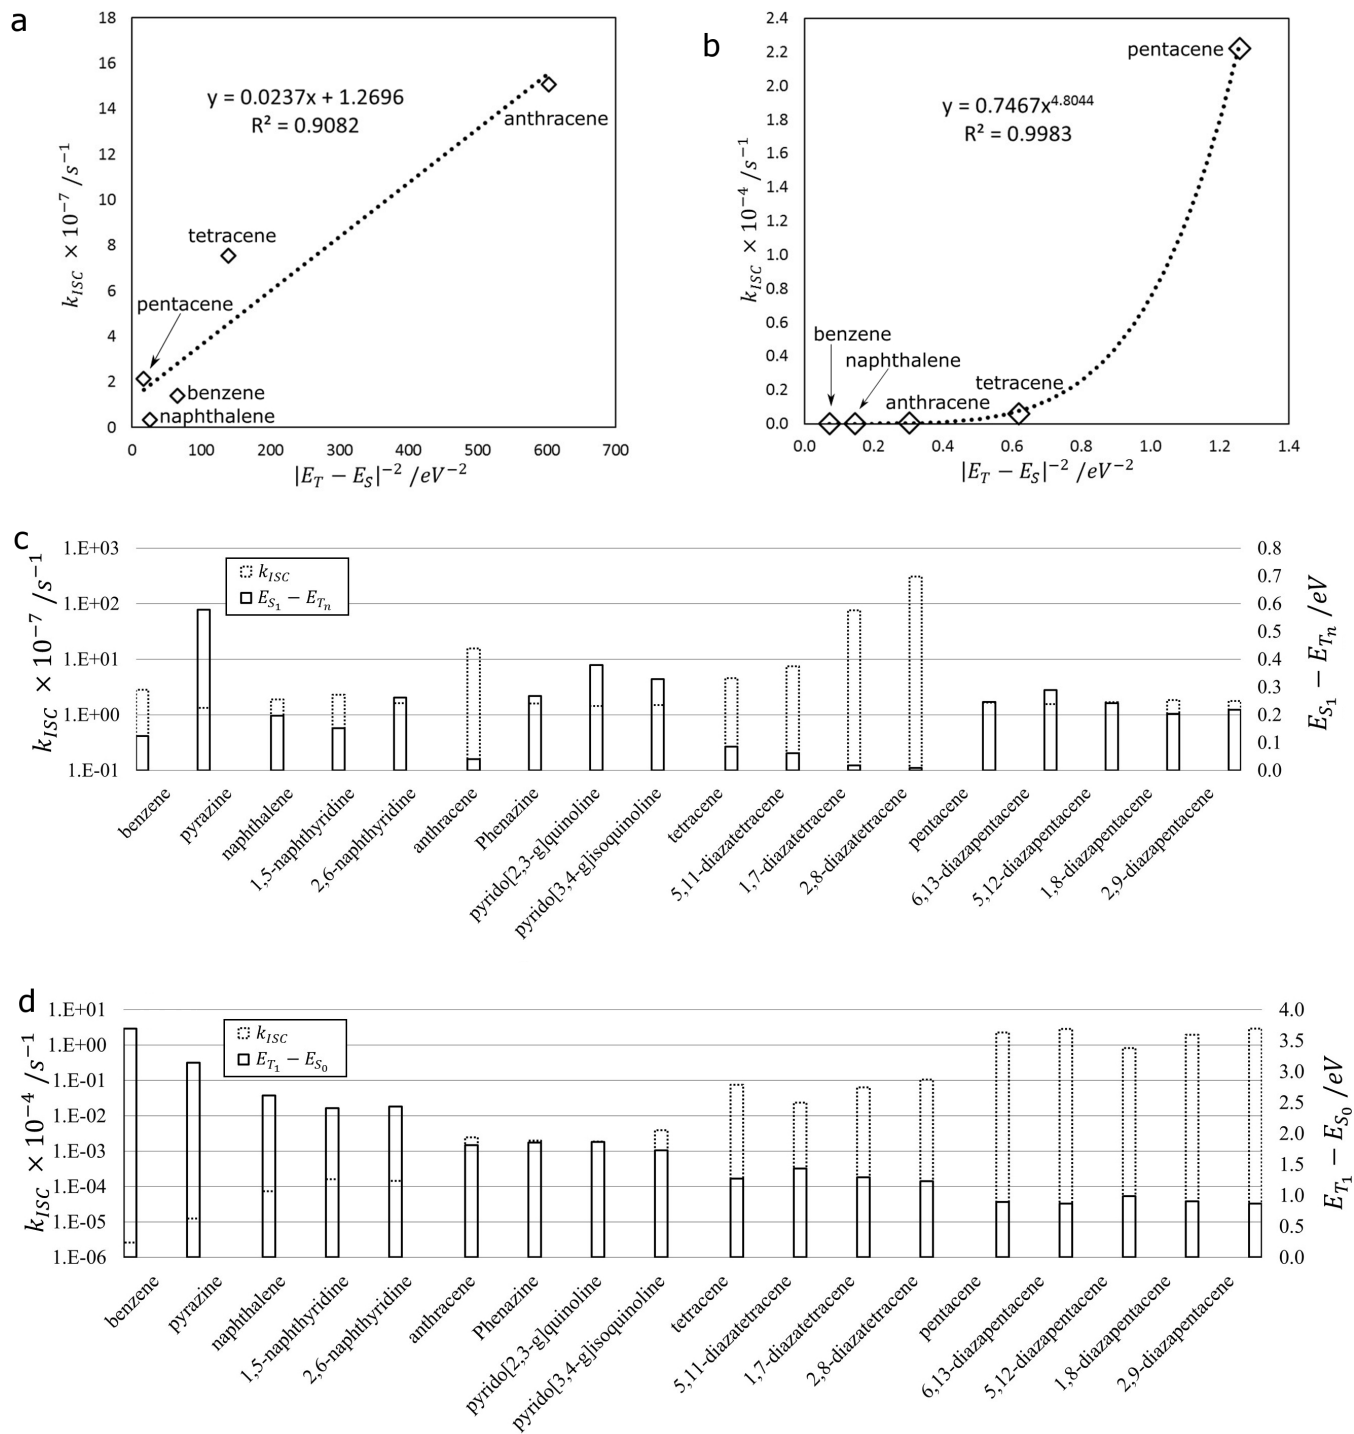 a
18
16
14
12
10
8
6
4
2
0
k_ISC × 10^−7 /s^−1
y = 0.0237x + 1.2696
R² = 0.9082
anthracene
tetracene
pentacene
benzene
naphthalene
0 100 200 300 400 500 600 700
|E_T − E_S|^−2 /eV^−2
b
2.4
2.2
2.0
1.8
1.6
1.4
1.2
1.0
0.8
0.6
0.4
0.2
0.0
k_ISC × 10^−4 /s^−1
pentacene
y = 0.7467x^4.8044
R² = 0.9983
benzene
naphthalene
tetracene
anthracene
0.0 0.2 0.4 0.6 0.8 1.0 1.2 1.4
|E_T − E_S|^−2 /eV^−2
c
1.E+03
1.E+02
1.E+01
1.E+00
1.E-01
k_ISC × 10^−7 /s^−1
k_ISC
E_S1 − E_Tn
0.8
0.7
0.6
0.5
0.4
0.3
0.2
0.1
0.0
E_S1 − E_Tn /eV
benzene
pyrazine
naphthalene
1,5-naphthyridine
2,6-naphthyridine
anthracene
Phenazine
pyrido[2,3-g]quinoline
pyrido[3,4-g]isoquinoline
tetracene
5,11-diazatetracene
1,7-diazatetracene
2,8-diazatetracene
pentacene
6,13-diazapentacene
5,12-diazapentacene
1,8-diazapentacene
2,9-diazapentacene
d
1.E+01
1.E+00
1.E-01
1.E-02
1.E-03
1.E-04
1.E-05
1.E-06
k_ISC × 10^−4 /s^−1
k_ISC
E_T1 − E_S0
4.0
3.5
3.0
2.5
2.0
1.5
1.0
0.5
0.0
E_T1 − E_S0 /eV
benzene
pyrazine
naphthalene
1,5-naphthyridine
2,6-naphthyridine
anthracene
Phenazine
pyrido[2,3-g]quinoline
pyrido[3,4-g]isoquinoline
tetracene
5,11-diazatetracene
1,7-diazatetracene
2,8-diazatetracene
pentacene
6,13-diazapentacene
5,12-diazapentacene
1,8-diazapentacene
2,9-diazapentacene